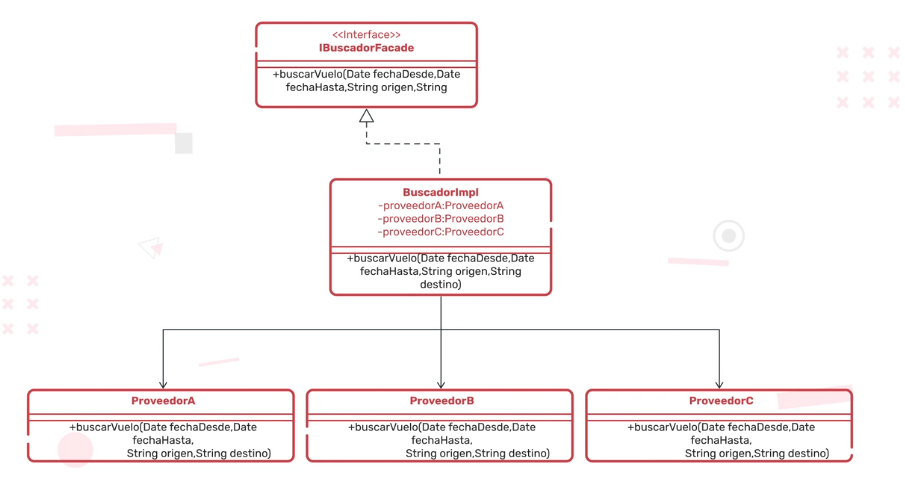 <<Interface>>
IBuscadorFacade
+buscarVuelo(Date fechaDesde,Date
fechaHasta,String origen,String
BuscadorImpl
-proveedorA:ProveedorA
-proveedorB:ProveedorB
-proveedorC:ProveedorC
+buscarVuelo(Date fechaDesde,Date
fechaHasta,String origen,String
destino)
ProveedorA
+buscarVuelo(Date fechaDesde,Date
fechaHasta,
String origen,String destino)
ProveedorB
+buscarVuelo(Date fechaDesde,Date
fechaHasta,
String origen,String destino)
ProveedorC
+buscarVuelo(Date fechaDesde,Date
fechaHasta,
String origen,String destino)